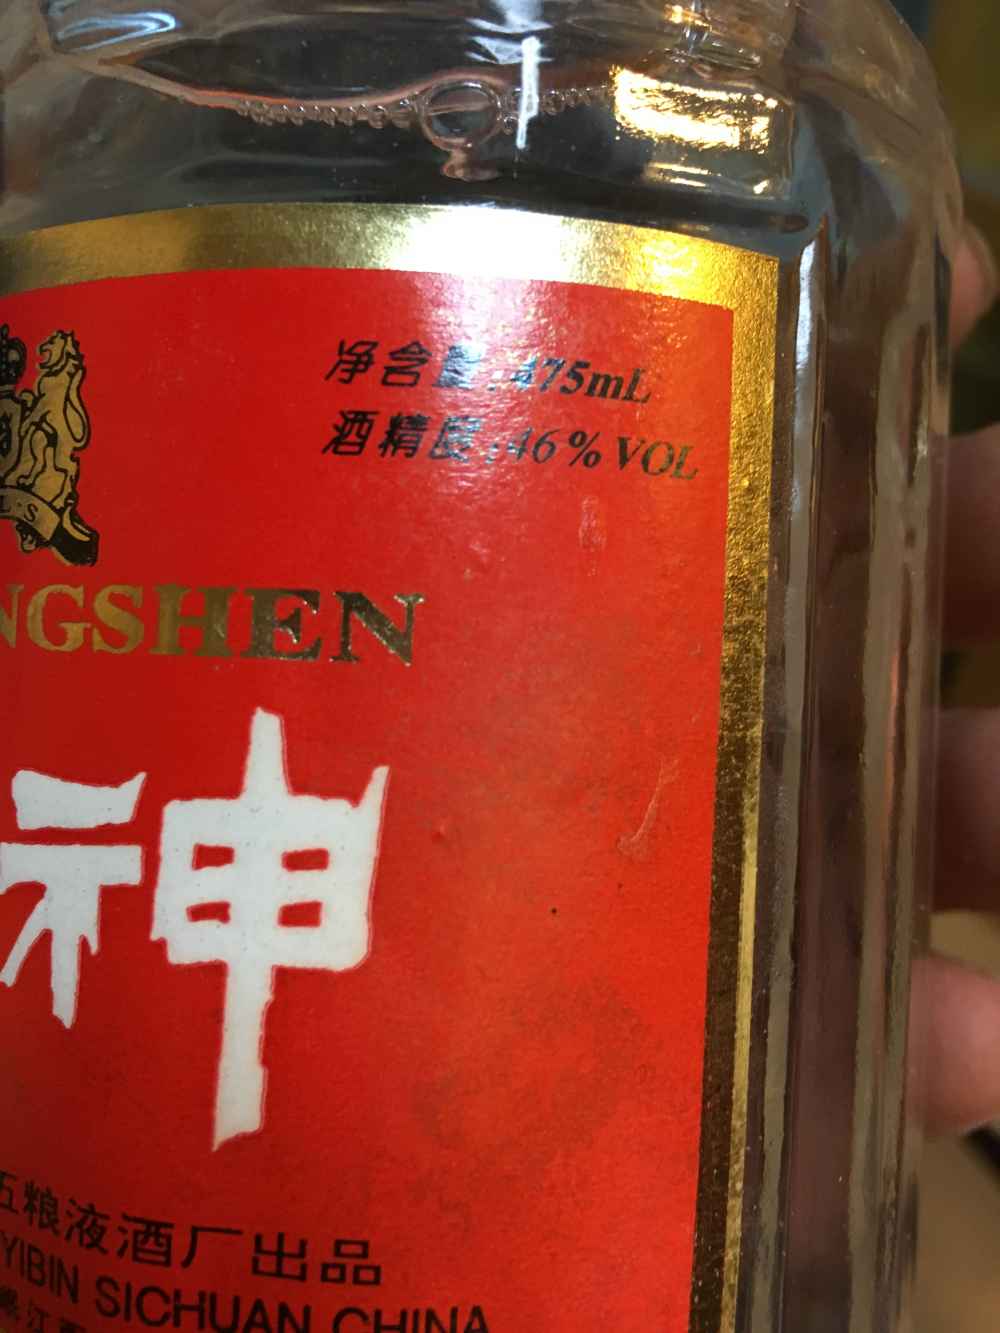 净含量:475mL
酒精度:46%VOL
L·S
NGSHEN
神
五粮液酒厂出品
YIBIN SICHUAN CHINA